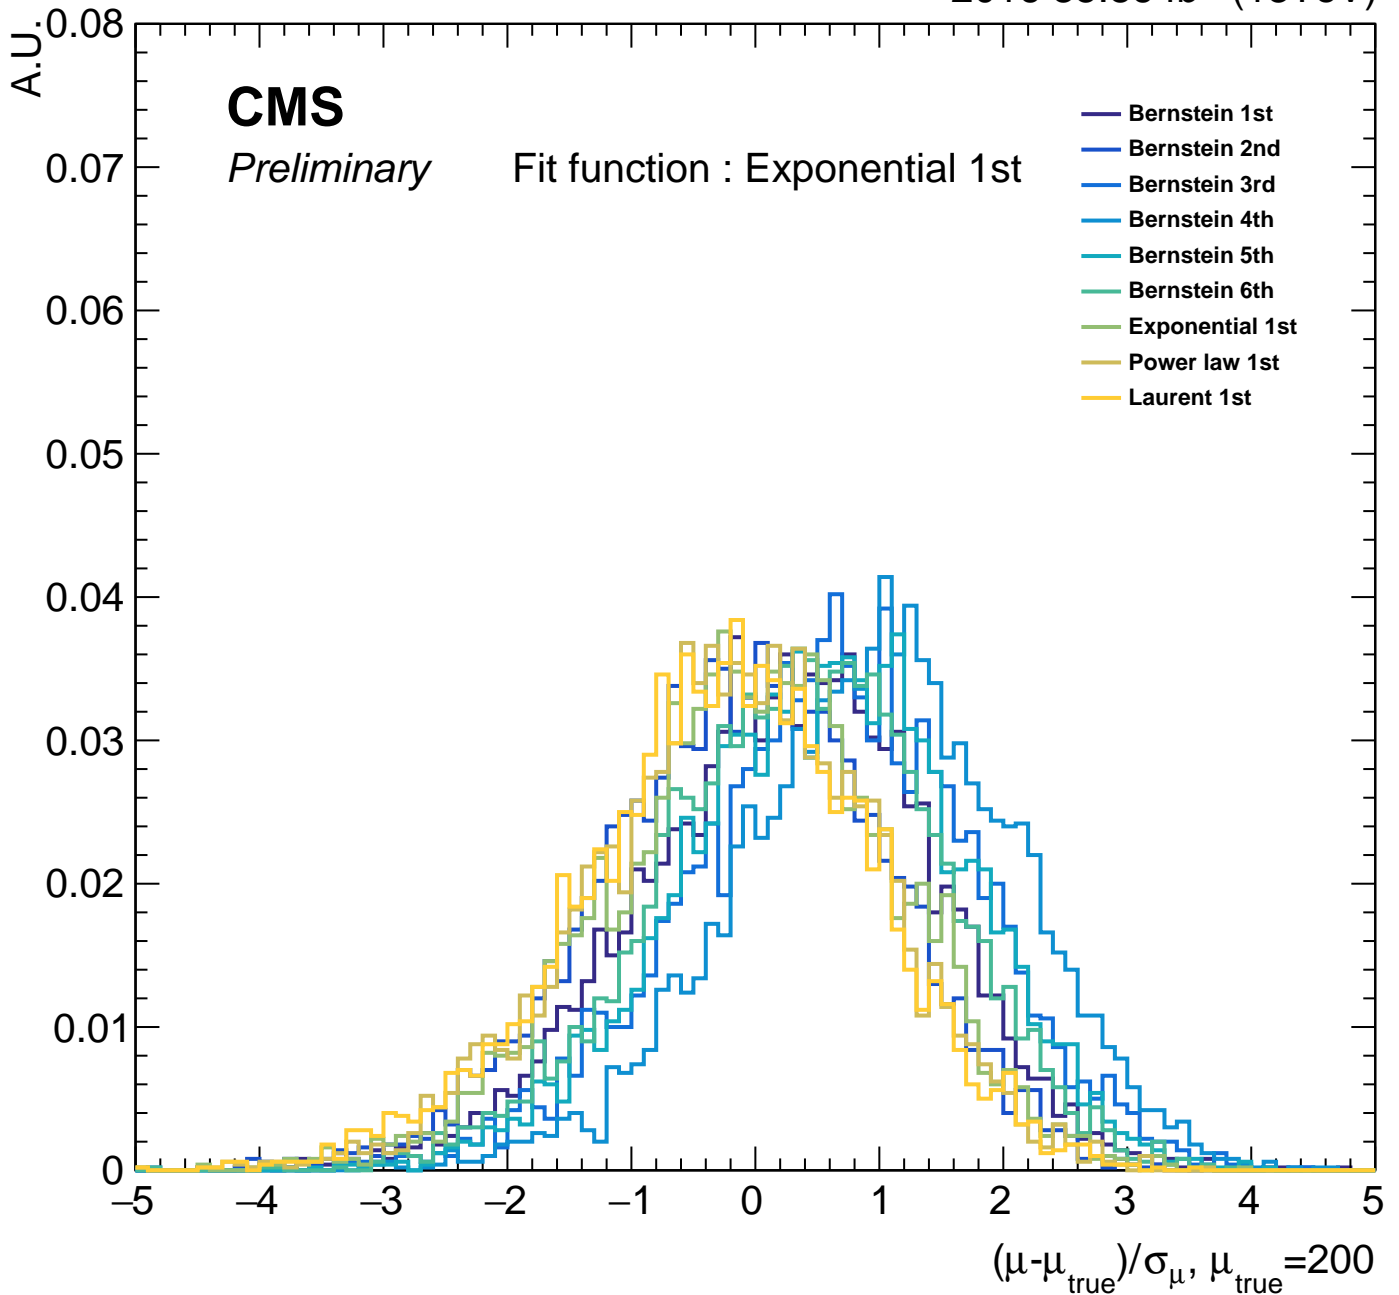 A.U.
CMS
Preliminary
Fit function : Exponential 1st
Bernstein 1st
Bernstein 2nd
Bernstein 3rd
Bernstein 4th
Bernstein 5th
Bernstein 6th
Exponential 1st
Power law 1st
Laurent 1st
0.08
0.07
0.06
0.05
0.04
0.03
0.02
0.01
0
−5 −4 −3 −2 −1 0 1 2 3 4 5
(μ-μtrue)/σμ, μtrue=200